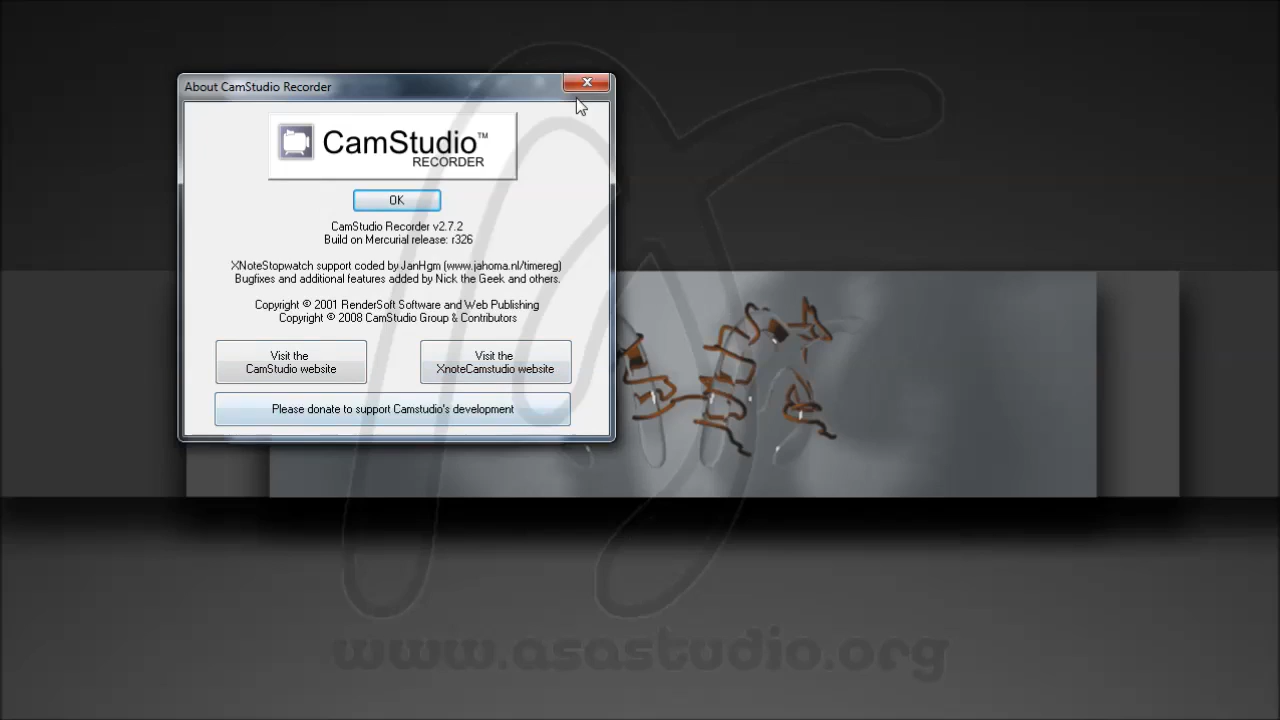 About CamStudio Recorder
CamStudio™
RECORDER
OK
CamStudio Recorder v2.7.2
Build on Mercurial release: r326
XNoteStopwatch support coded by JanHgm (www.jahoma.nl/timereg)
Bugfixes and additional features added by Nick the Geek and others.
Copyright © 2001 RenderSoft Software and Web Publishing
Copyright © 2008 CamStudio Group & Contributors
Visit the
CamStudio website
Visit the
XnoteCamstudio website
Please donate to support Camstudio's development
www.asastudio.org